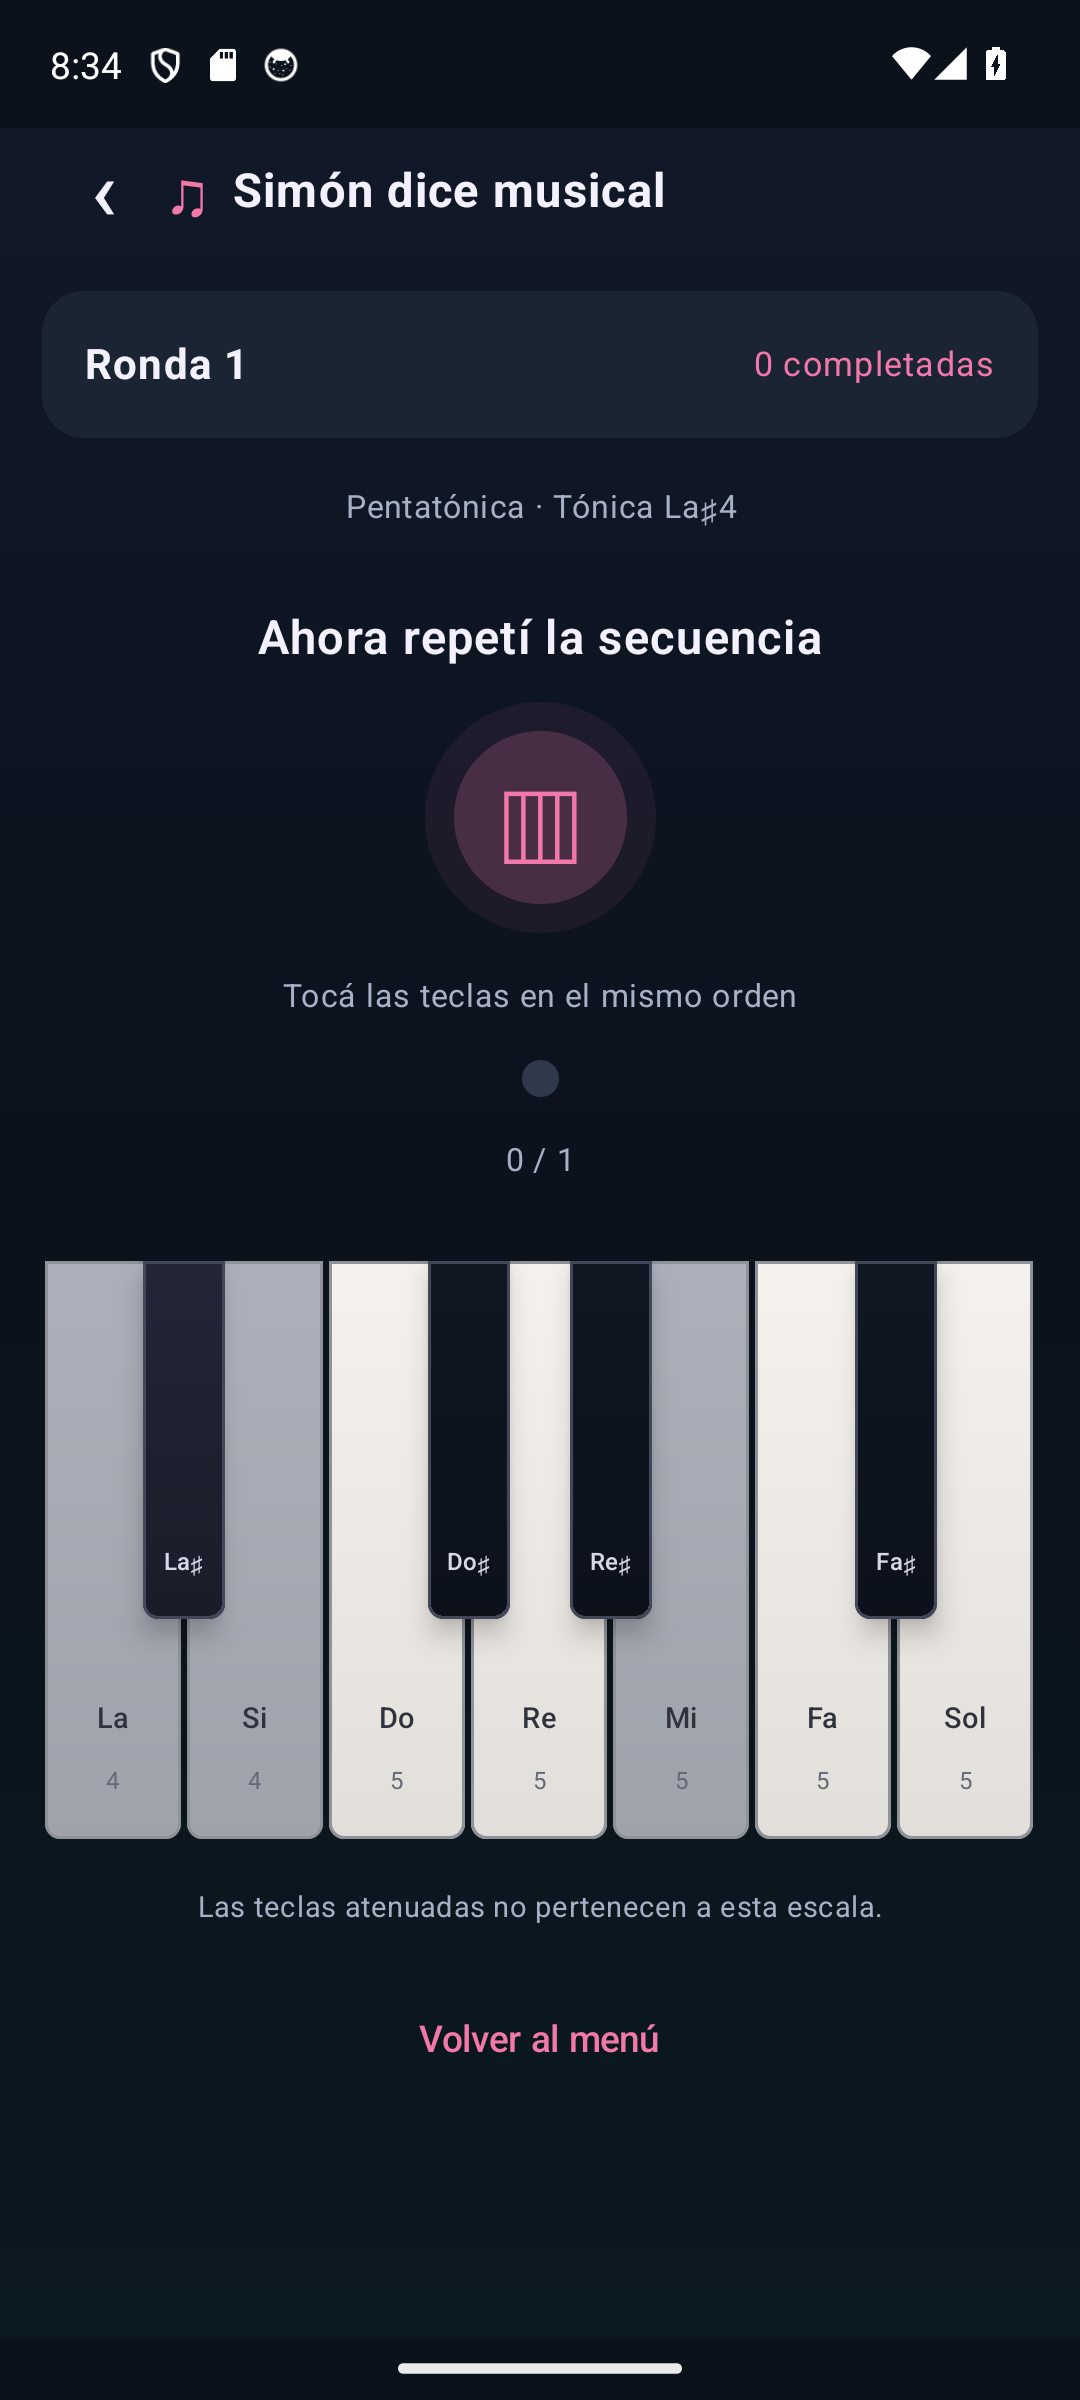 8:34
Simón dice musical
Ronda 1
0 completadas
Pentatónica · Tónica La♯4
Ahora repetí la secuencia
Tocá las teclas en el mismo orden
0 / 1
La♯ Do♯ Re♯ Fa♯
La Si Do Re Mi Fa Sol
4 4 5 5 5 5 5
Las teclas atenuadas no pertenecen a esta escala.
Volver al menú